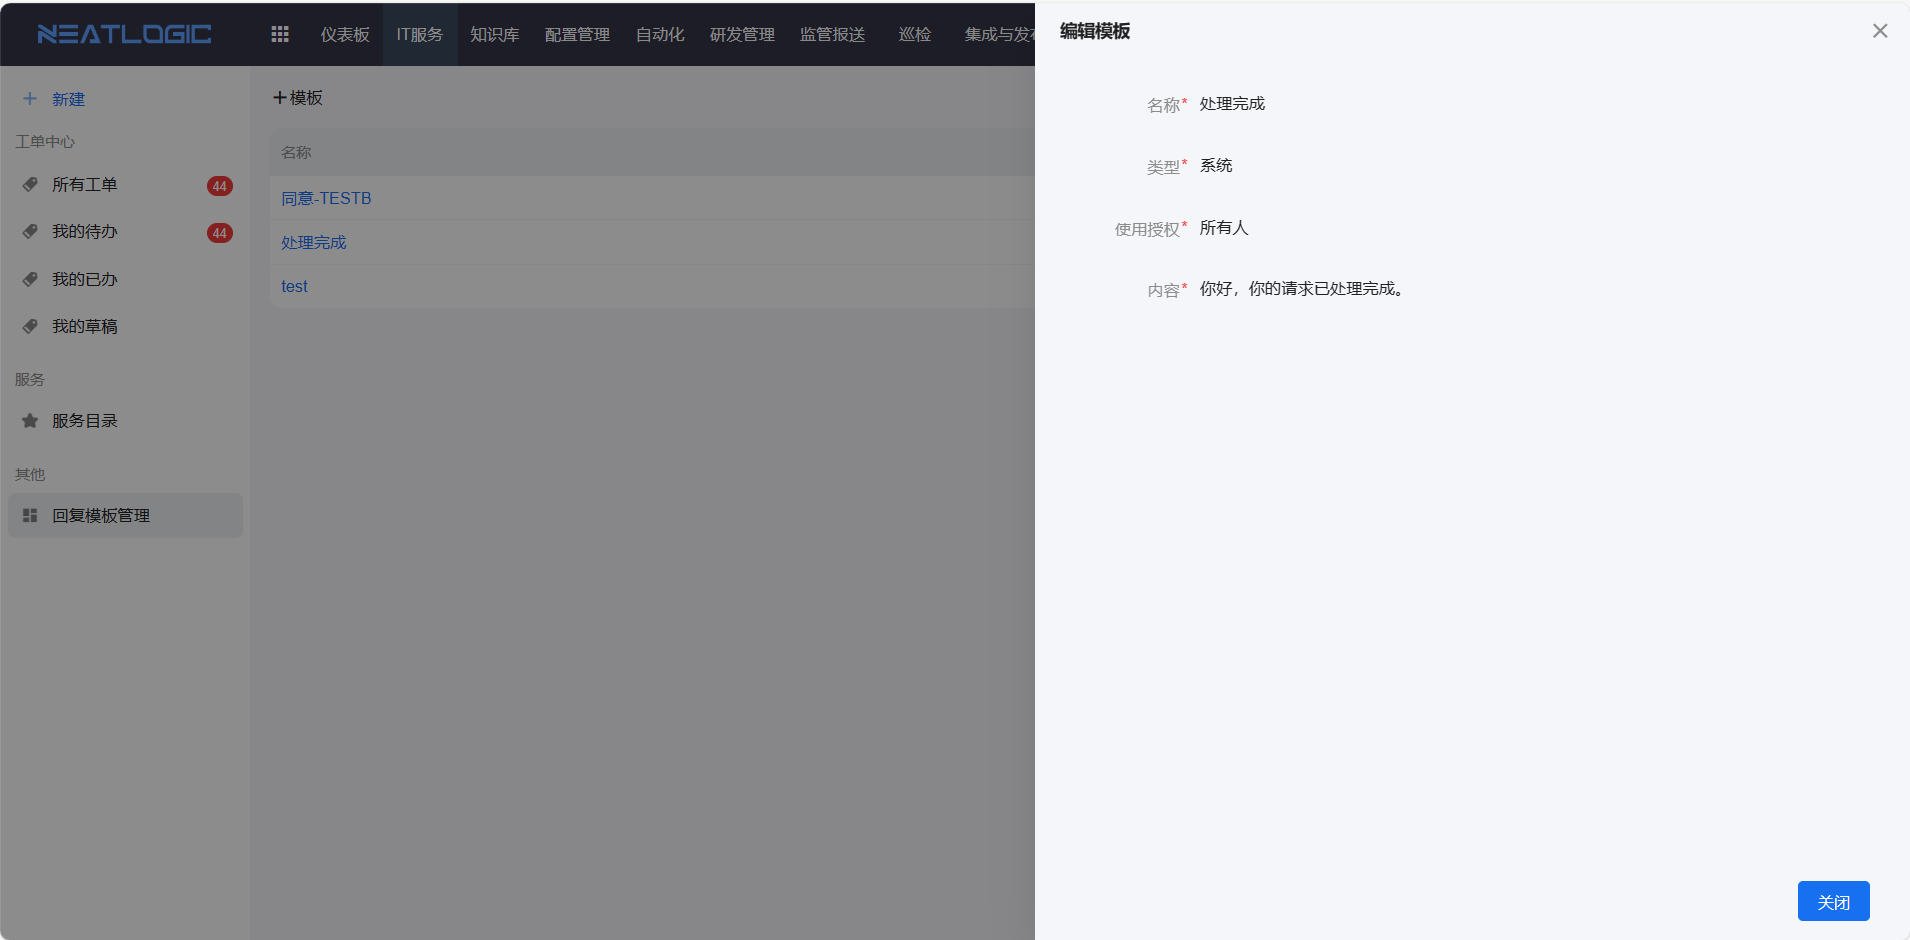 NEATLOGIC
仪表板 IT服务 知识库 配置管理 自动化 研发管理 监管报送 巡检 集成与发
新建
工单中心
所有工单 44
我的待办 44
我的已办
我的草稿
服务
服务目录
其他
回复模板管理
+模板
名称
同意-TESTB
处理完成
test
编辑模板
名称* 处理完成
类型* 系统
使用授权* 所有人
内容* 你好，你的请求已处理完成。
关闭